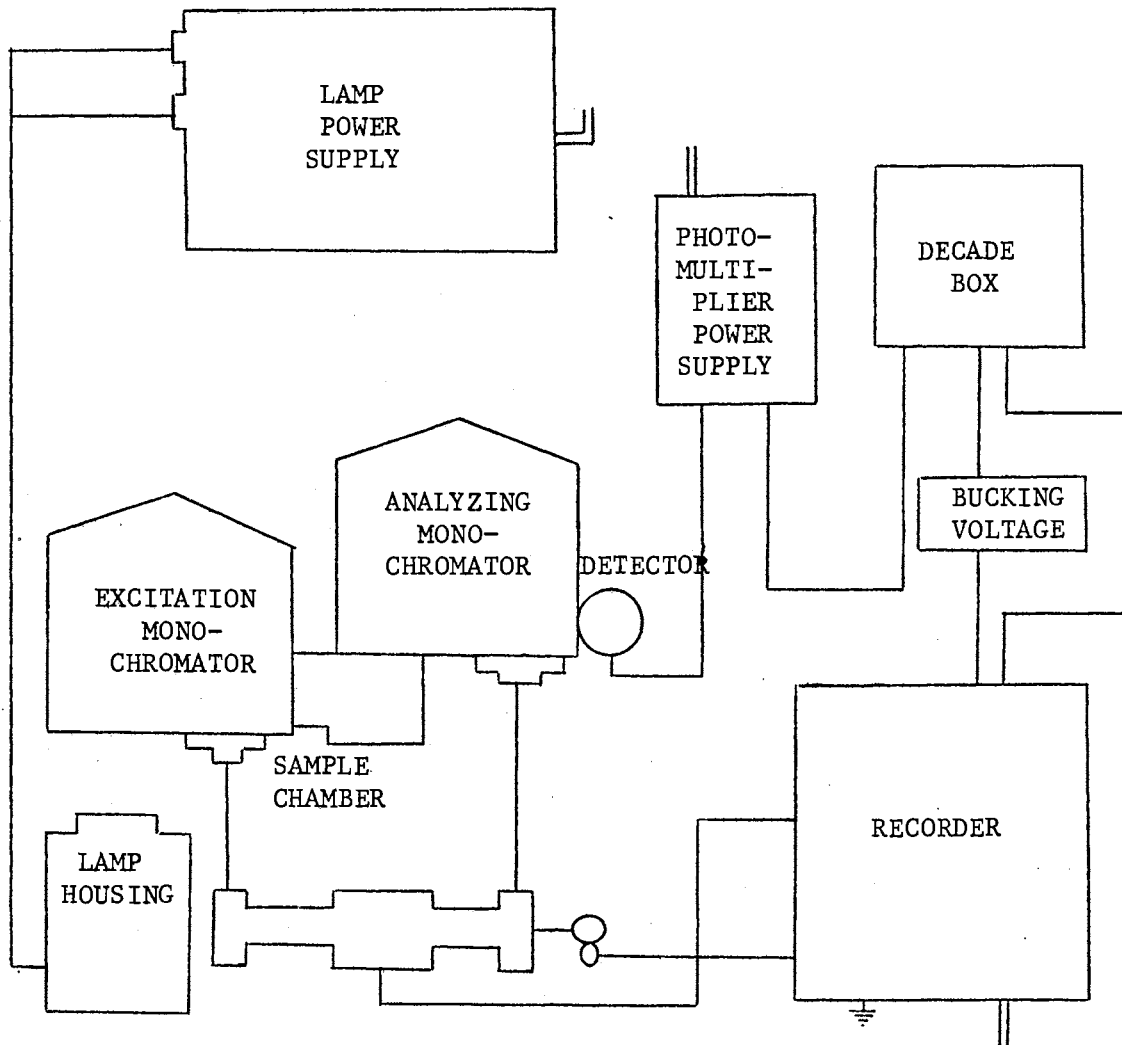 LAMP
POWER
SUPPLY
PHOTO-
MULTI-
PLIER
POWER
SUPPLY
DECADE
BOX
BUCKING
VOLTAGE
ANALYZING
MONO-
CHROMATOR
DETECTOR
EXCITATION
MONO-
CHROMATOR
SAMPLE
CHAMBER
LAMP
HOUSING
RECORDER